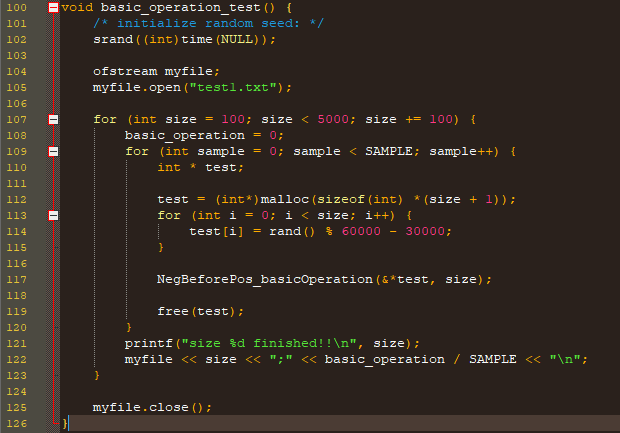 100 void basic_operation_test() {
101 /* initialize random seed: */
102 srand((int)time(NULL));
103
104 ofstream myfile;
105 myfile.open("test1.txt");
106
107 for (int size = 100; size < 5000; size += 100) {
108 basic_operation = 0;
109 for (int sample = 0; sample < SAMPLE; sample++) {
110 int * test;
111
112 test = (int*)malloc(sizeof(int) *(size + 1));
113 for (int i = 0; i < size; i++) {
114 test[i] = rand() % 60000 - 30000;
115 }
116
117 NegBeforePos_basicOperation(&*test, size);
118
119 free(test);
120 }
121 printf("size %d finished!!\n", size);
122 myfile << size << ";" << basic_operation / SAMPLE << "\n";
123 }
124
125 myfile.close();
126 }